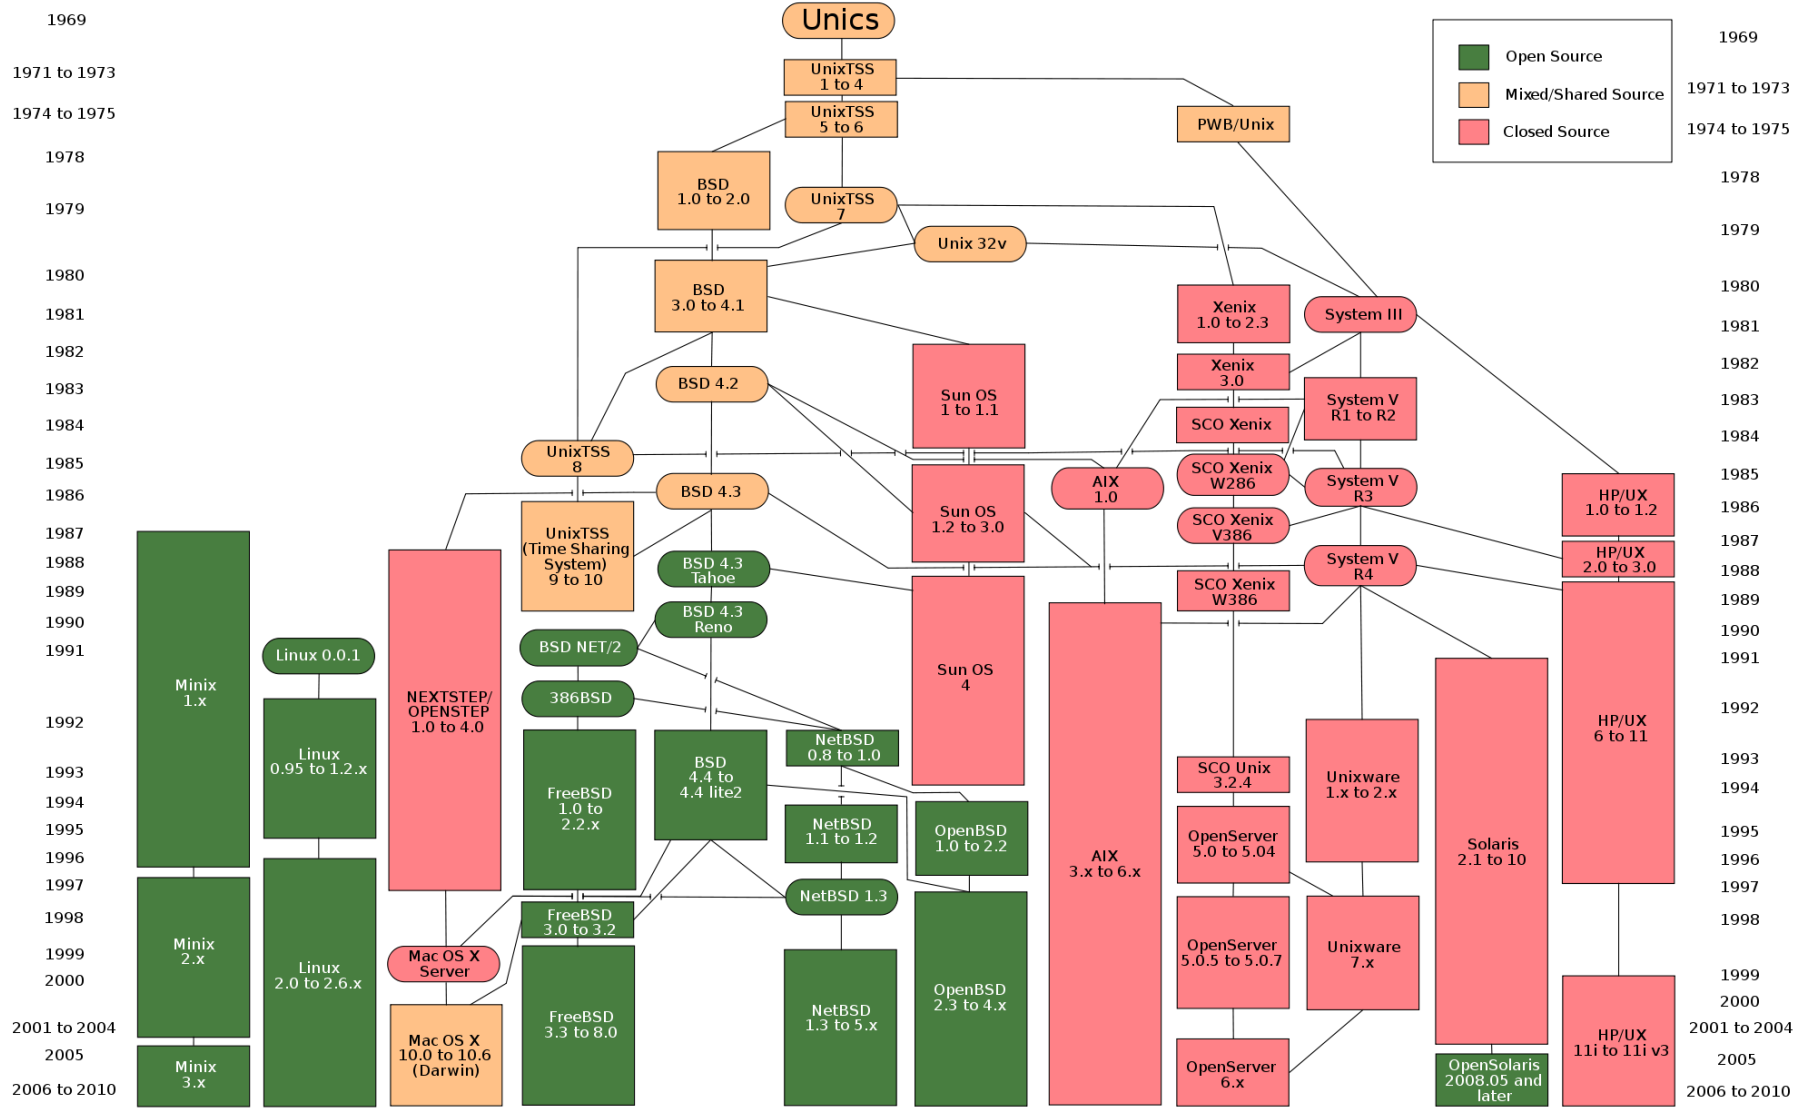 Unics
1969
1971 to 1973
1974 to 1975
1978
1979
1980
1981
1982
1983
1984
1985
1986
1987
1988
1989
1990
1991
1992
1993
1994
1995
1996
1997
1998
1999
2000
2001 to 2004
2005
2006 to 2010
UnixTSS
1 to 4
UnixTSS
5 to 6
PWB/Unix
BSD
1.0 to 2.0
UnixTSS
7
Unix 32v
BSD
3.0 to 4.1
Xenix
1.0 to 2.3
System III
Xenix
3.0
BSD 4.2
Sun OS
1 to 1.1
System V
R1 to R2
SCO Xenix
UnixTSS
8
SCO Xenix
W286
BSD 4.3
AIX
1.0
System V
R3
HP/UX
1.0 to 1.2
Sun OS
1.2 to 3.0
SCO Xenix
V386
UnixTSS
(Time Sharing
System)
9 to 10
HP/UX
2.0 to 3.0
BSD 4.3
Tahoe
System V
R4
SCO Xenix
W386
BSD 4.3
Reno
BSD NET/2
Linux 0.0.1
Minix
1.x
386BSD
NEXTSTEP/
OPENSTEP
1.0 to 4.0
Sun OS
4
HP/UX
6 to 11
Linux
0.95 to 1.2.x
NetBSD
0.8 to 1.0
BSD
4.4 to
4.4 lite2
SCO Unix
3.2.4
Unixware
1.x to 2.x
FreeBSD
1.0 to
2.2.x
NetBSD
1.1 to 1.2
OpenBSD
1.0 to 2.2
OpenServer
5.0 to 5.04
Solaris
2.1 to 10
AIX
3.x to 6.x
NetBSD 1.3
FreeBSD
3.0 to 3.2
Minix
2.x
Mac OS X
Server
Linux
2.0 to 2.6.x
OpenServer
5.0.5 to 5.0.7
Unixware
7.x
FreeBSD
3.3 to 8.0
NetBSD
1.3 to 5.x
OpenBSD
2.3 to 4.x
Mac OS X
10.0 to 10.6
(Darwin)
HP/UX
11i to 11i v3
Minix
3.x
OpenServer
6.x
OpenSolaris
2008.05 and
later
Open Source
Mixed/Shared Source
Closed Source
1969
1971 to 1973
1974 to 1975
1978
1979
1980
1981
1982
1983
1984
1985
1986
1987
1988
1989
1990
1991
1992
1993
1994
1995
1996
1997
1998
1999
2000
2001 to 2004
2005
2006 to 2010